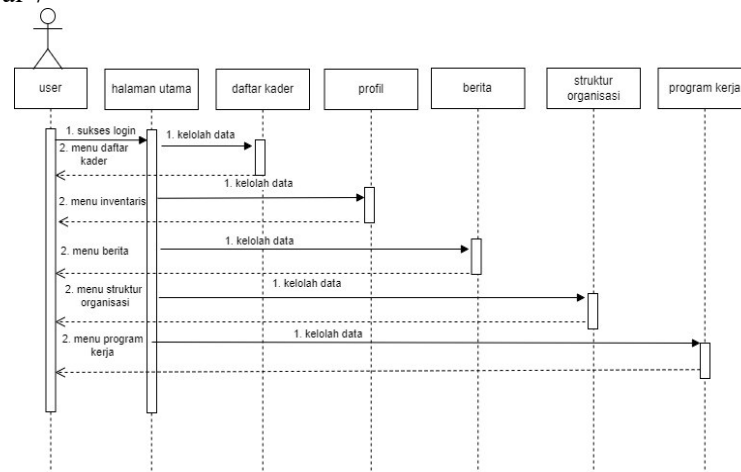 user
halaman utama
daftar kader
profil
berita
struktur
organisasi
program kerja
1. sukses login
1. kelolah data
2. menu daftar
kader
1. kelolah data
2. menu inventaris
1. kelolah data
2. menu berita
1. kelolah data
2. menu struktur
organisasi
1. kelolah data
2. menu program
kerja